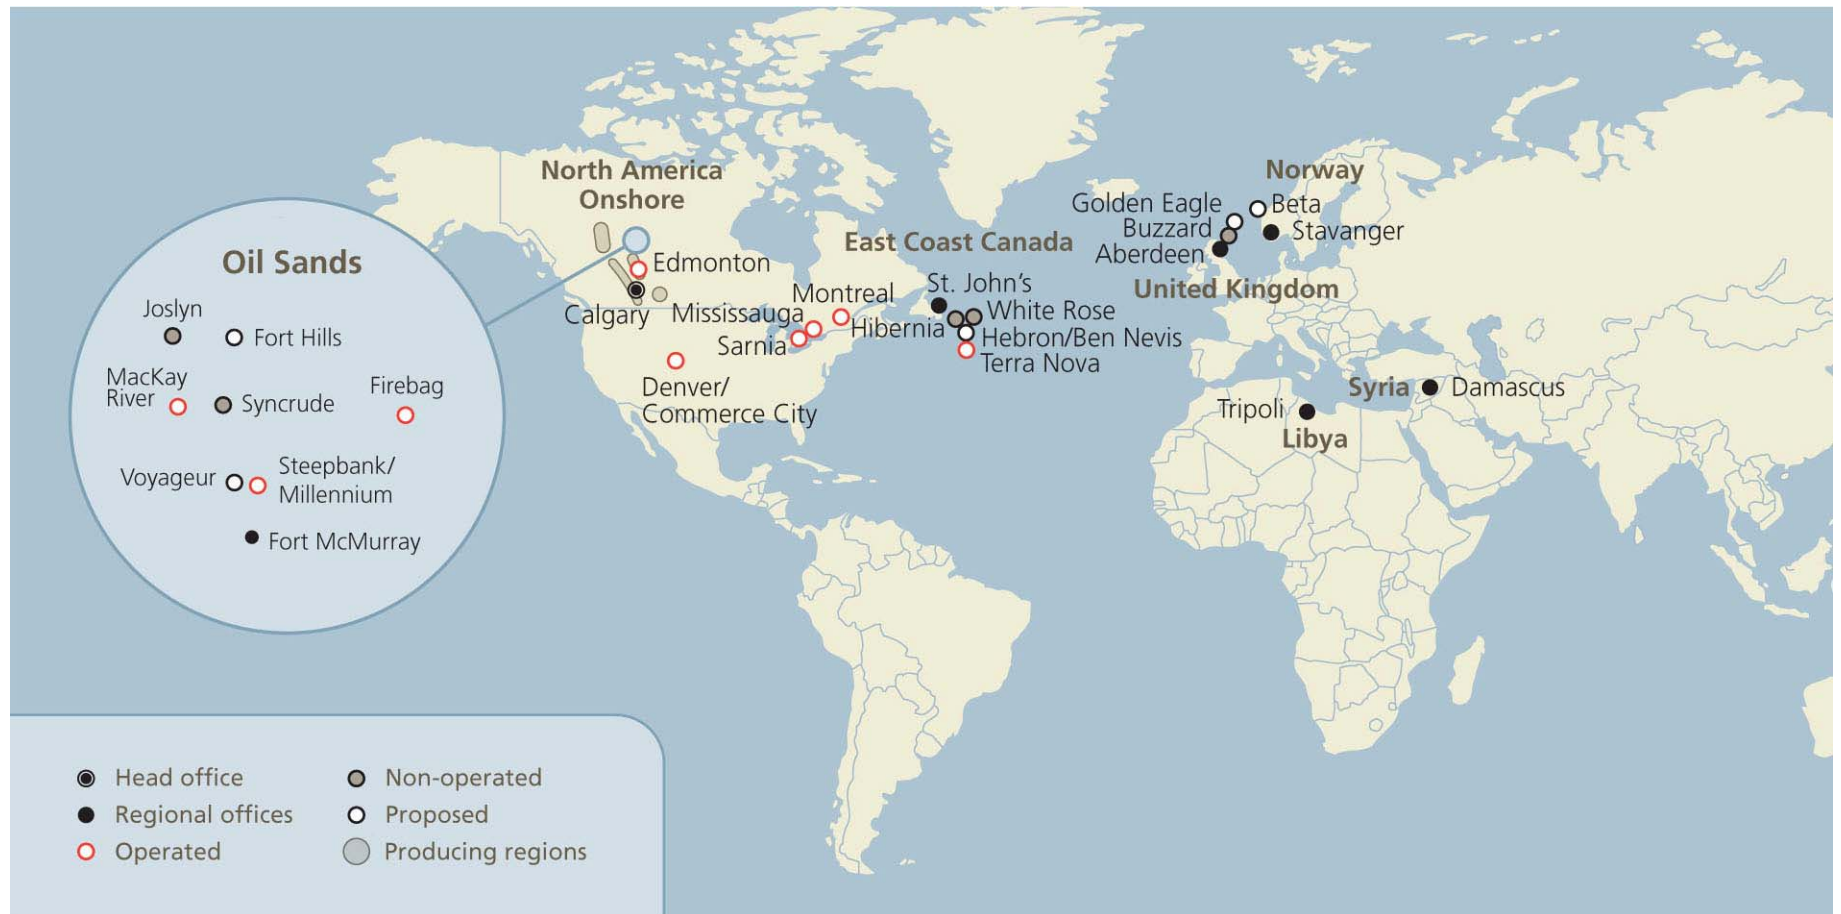 North America
Onshore
Norway
Golden Eagle
Beta
Buzzard
Stavanger
Aberdeen
East Coast Canada
United Kingdom
Oil Sands
Edmonton
St. John’s
Montreal
Calgary
Mississauga
White Rose
Hibernia
Hebron/Ben Nevis
Sarnia
Terra Nova
Joslyn
Fort Hills
MacKay
River
Firebag
Syncrude
Denver/
Commerce City
Syria
Damascus
Tripoli
Libya
Voyageur
Steepbank/
Millennium
Fort McMurray
Head office
Regional offices
Operated
Non-operated
Proposed
Producing regions